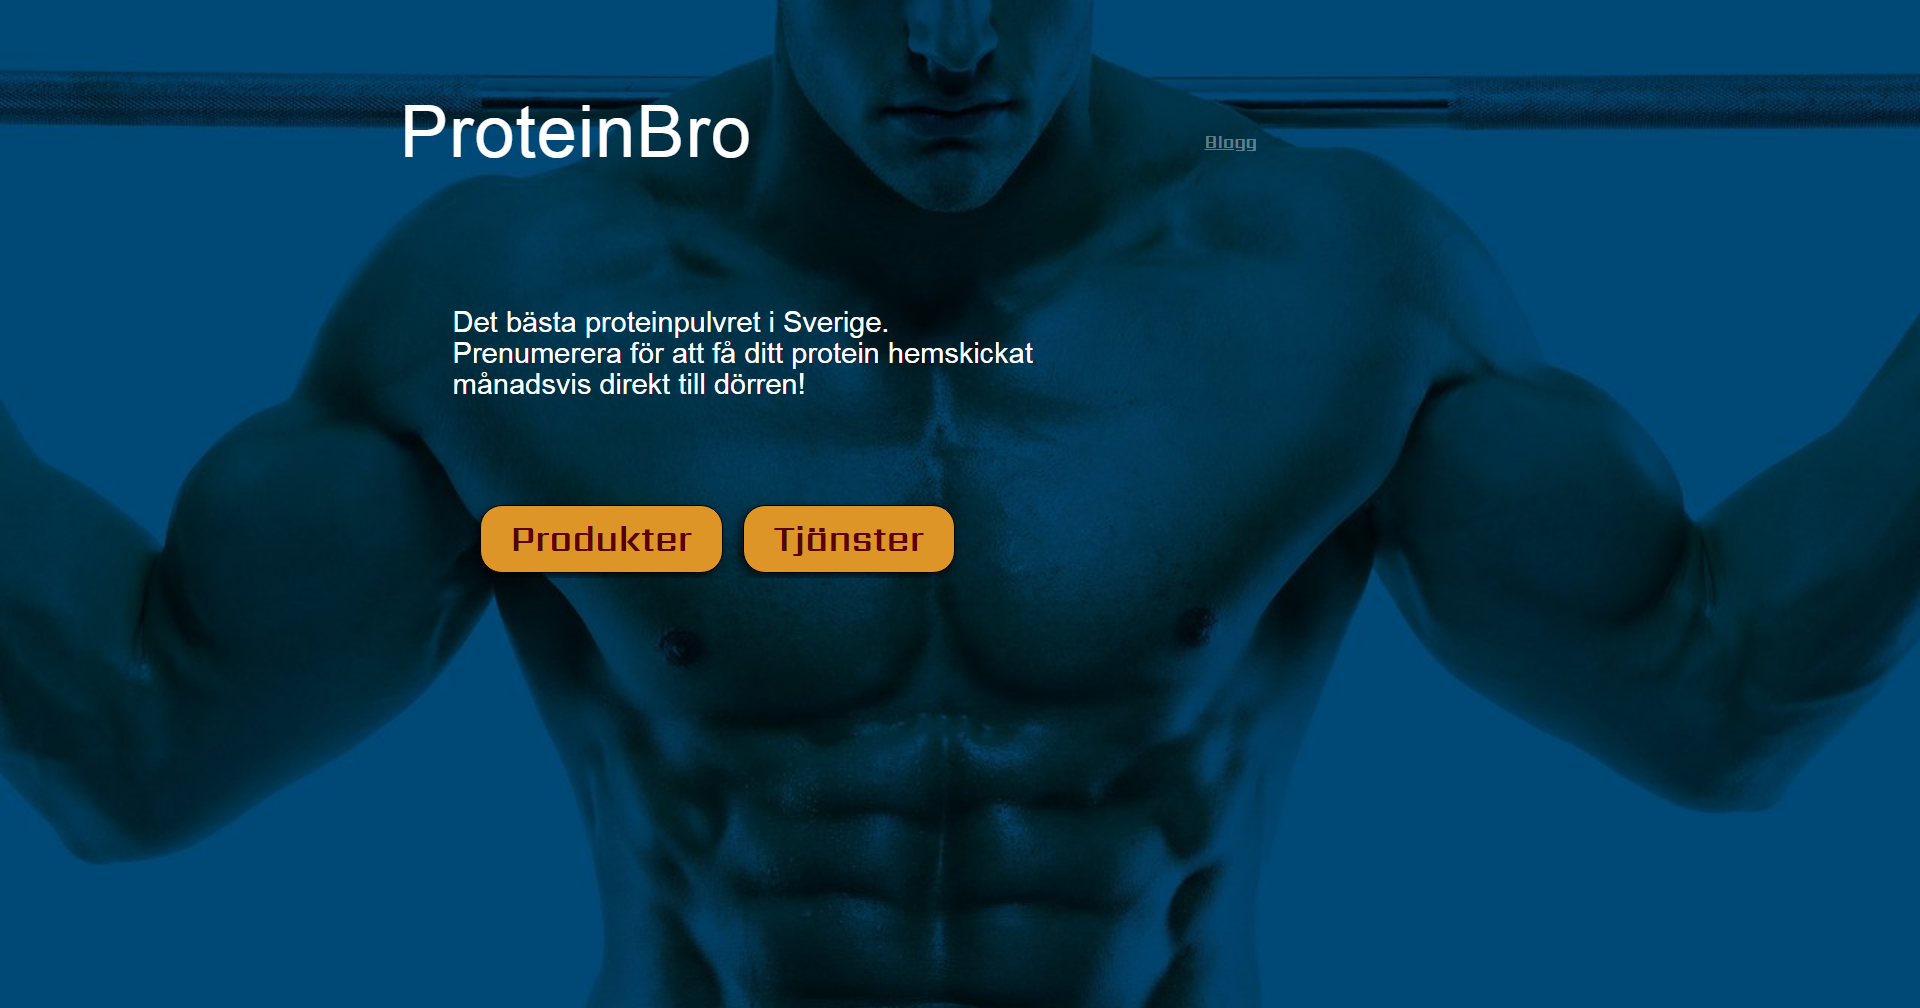 ProteinBro
Blogg
Det bästa proteinpulvret i Sverige.
Prenumerera för att få ditt protein hemskickat
månadsvis direkt till dörren!
Produkter
Tjänster